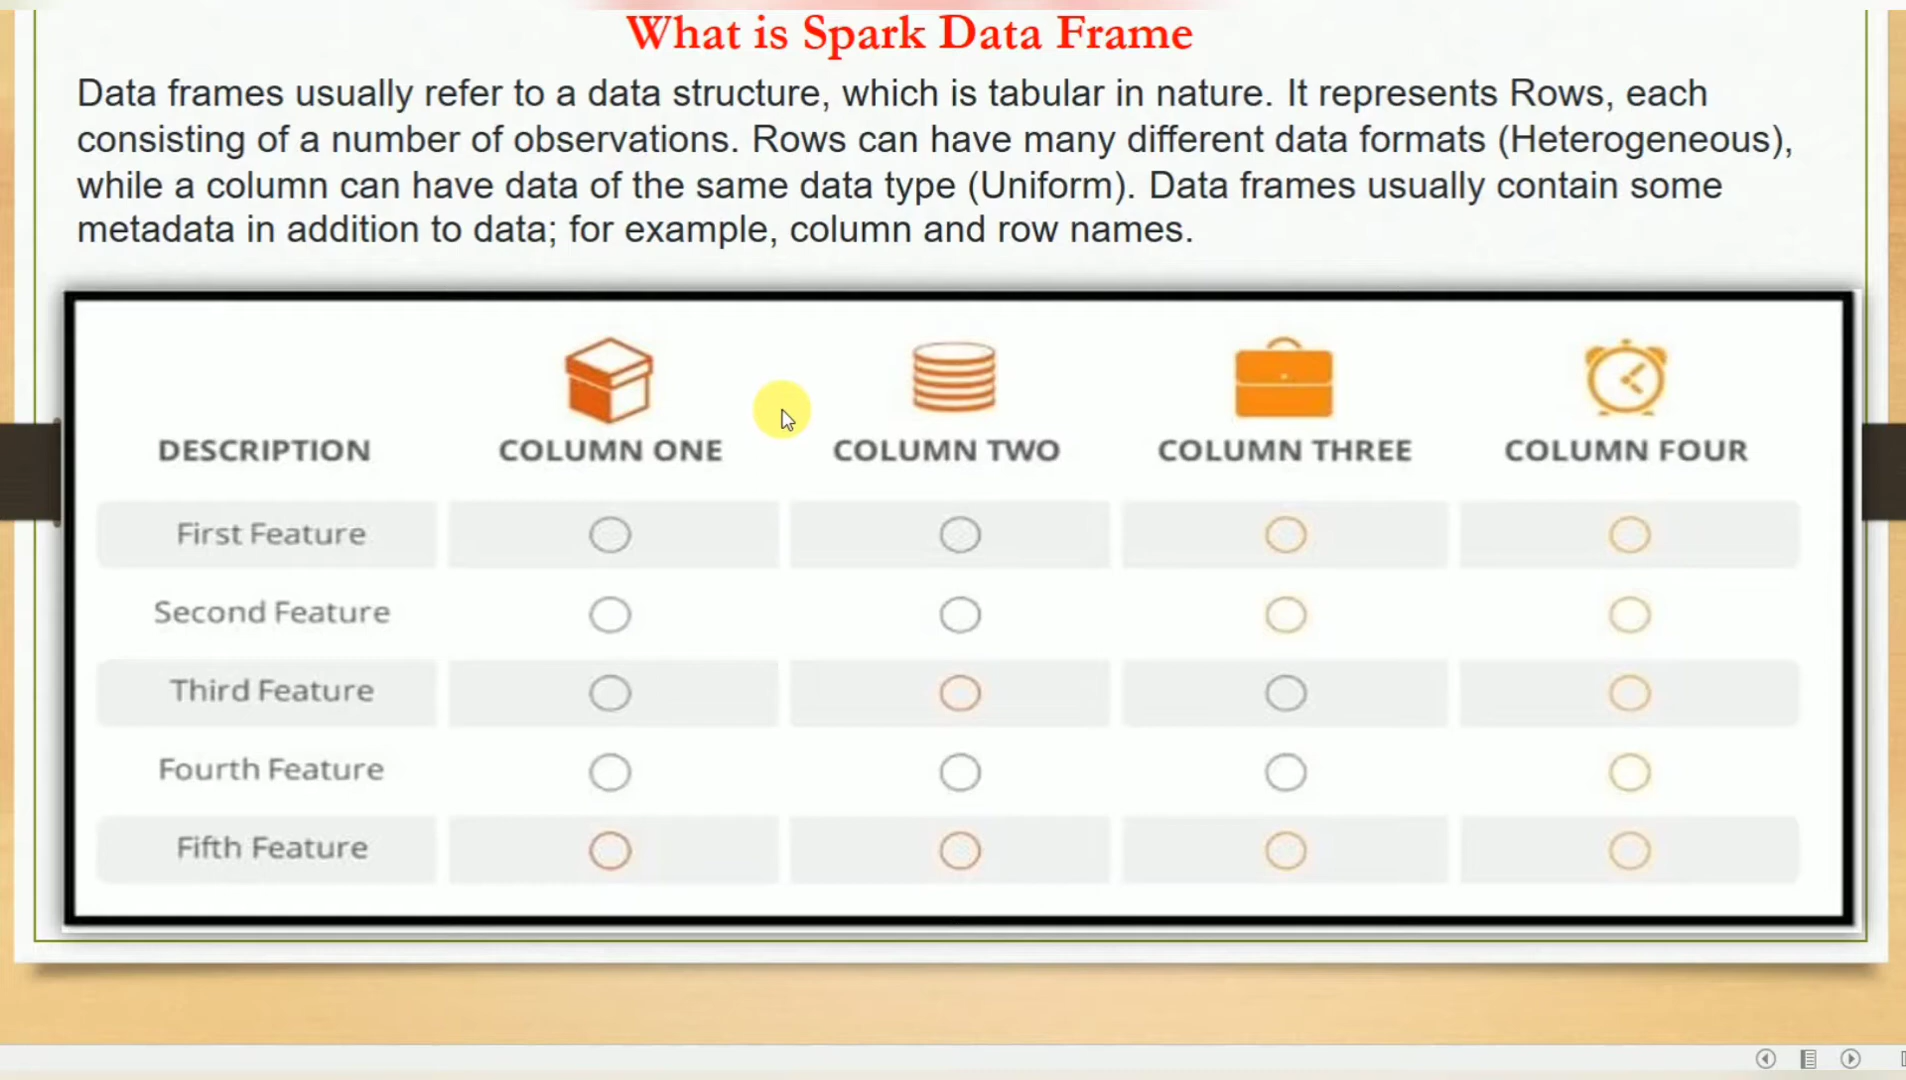 What is Spark Data Frame
Data frames usually refer to a data structure, which is tabular in nature. It represents Rows, each
consisting of a number of observations. Rows can have many different data formats (Heterogeneous),
while a column can have data of the same data type (Uniform). Data frames usually contain some
metadata in addition to data; for example, column and row names.
DESCRIPTION COLUMN ONE COLUMN TWO COLUMN THREE COLUMN FOUR
First Feature
Second Feature
Third Feature
Fourth Feature
Fifth Feature